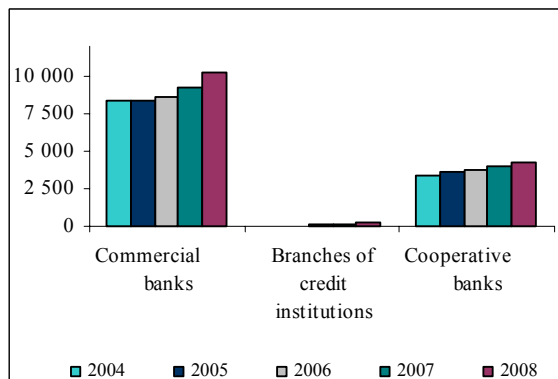 10 000
7 500
5 000
2 500
0
Commercial banks
Branches of credit institutions
Cooperative banks
2004 2005 2006 2007 2008